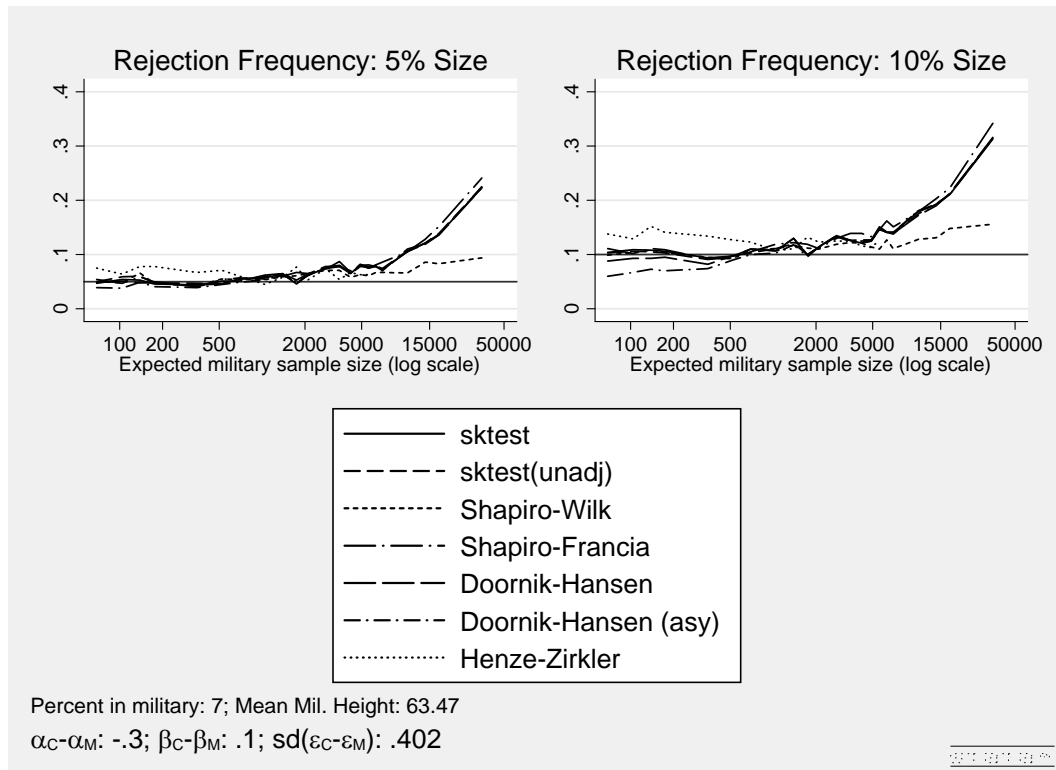 Rejection Frequency: 5% Size
.4
.3
.2
.1
0
100 200 500 2000 5000 15000 50000
Expected military sample size (log scale)
Rejection Frequency: 10% Size
.4
.3
.2
.1
0
100 200 500 2000 5000 15000 50000
Expected military sample size (log scale)
sktest
sktest(unadj)
Shapiro-Wilk
Shapiro-Francia
Doornik-Hansen
Doornik-Hansen (asy)
Henze-Zirkler
Percent in military: 7; Mean Mil. Height: 63.47
αC-αM: -.3; βC-βM: .1; sd(εC-εM): .402